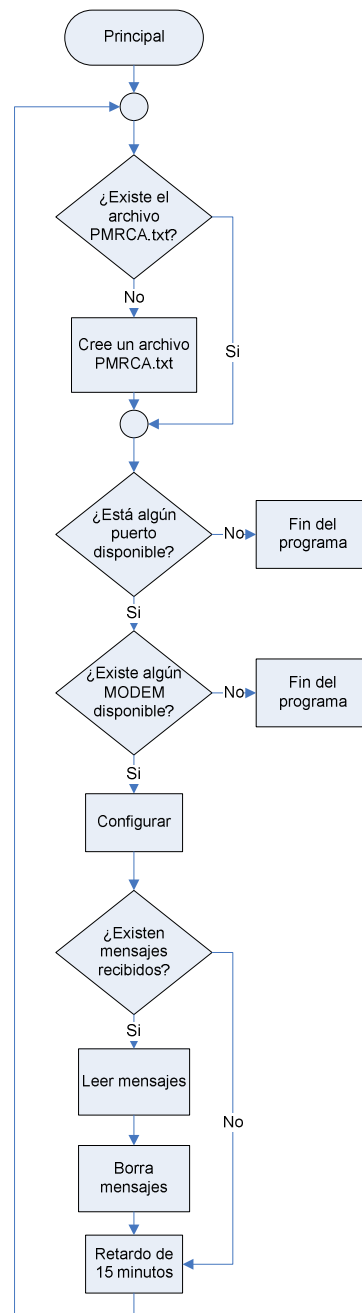 Principal
¿Existe el
archivo
PMRCA.txt?
No
Si
Cree un archivo
PMRCA.txt
¿Está algún
puerto
disponible?
No
Fin del
programa
Si
¿Existe algún
MODEM
disponible?
No
Fin del
programa
Si
Configurar
¿Existen
mensajes
recibidos?
Si
No
Leer mensajes
Borra
mensajes
Retardo de
15 minutos